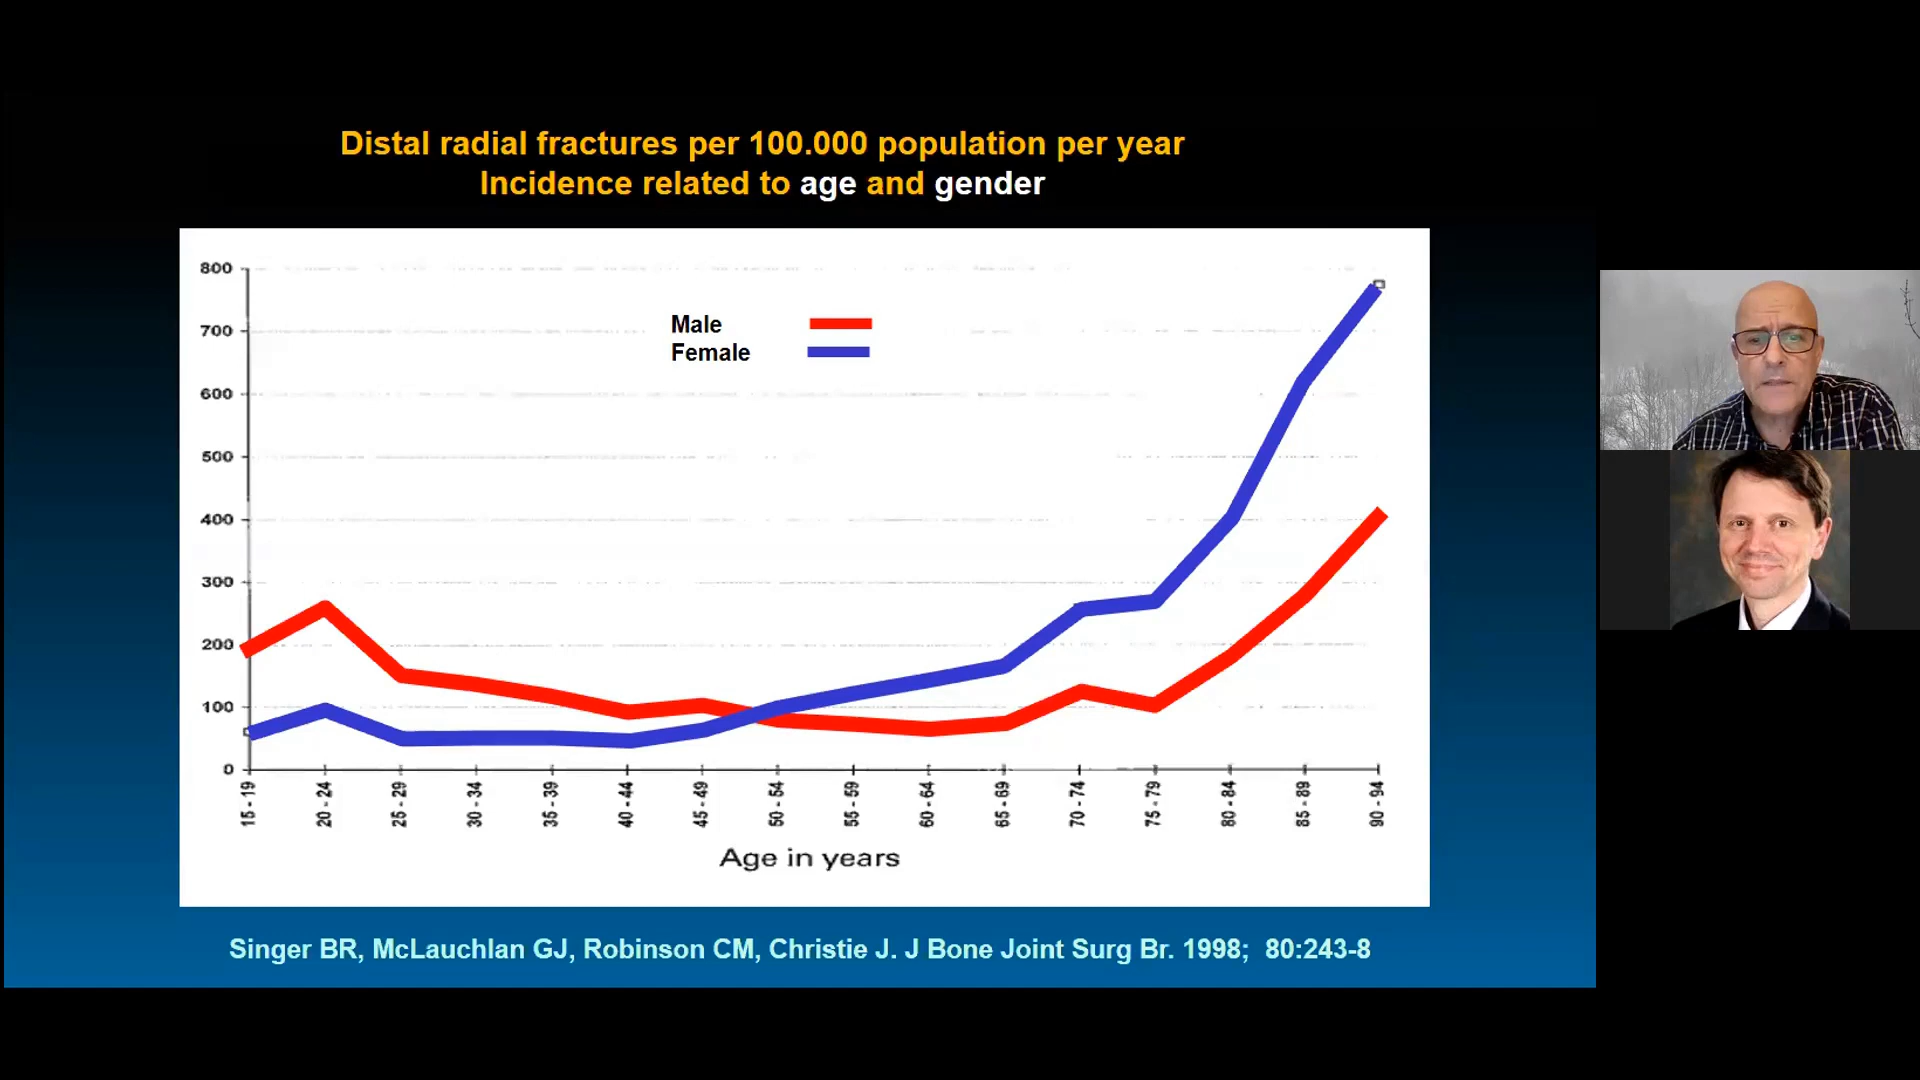 Distal radial fractures per 100.000 population per year
Incidence related to age and gender
800
700
600
500
400
300
200
100
0
Male
Female
15 - 19
20 - 24
25 - 29
30 - 34
35 - 39
40 - 44
45 - 49
50 - 54
55 - 59
60 - 64
65 - 69
70 - 74
75 - 79
80 - 84
85 - 89
90 - 94
Age in years
Singer BR, McLauchlan GJ, Robinson CM, Christie J. J Bone Joint Surg Br. 1998; 80:243-8